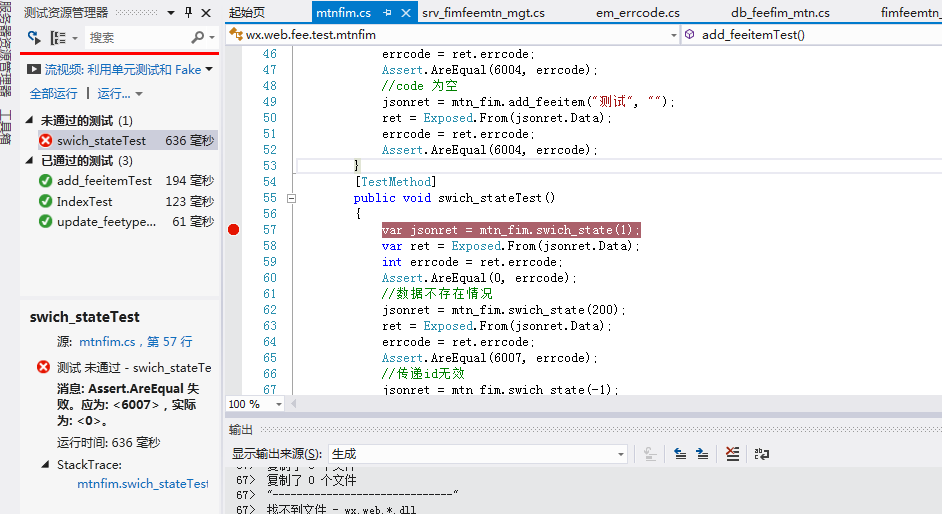 服务器资源管理器
工具箱
测试资源管理器
搜索
流视频: 利用单元测试和 Fake
全部运行 | 运行...
未通过的测试 (1)
swich_stateTest 636 毫秒
已通过的测试 (3)
add_feeitemTest 194 毫秒
IndexTest 123 毫秒
update_feetype... 61 毫秒
swich_stateTest
源: mtnfim.cs，第 57 行
测试 未通过 - swich_stateTe
消息: Assert.AreEqual 失
败。应为: <6007>，实际
为: <0>。
运行时间: 636 毫秒
StackTrace:
mtnfim.swich_stateTest
起始页 mtnfim.cs srv_fimfeemtn_mgt.cs em_errcode.cs db_feefim_mtn.cs fimfeemtn_
wx.web.fee.test.mtnfim add_feeitemTest()
46 errcode = ret.errcode;
47 Assert.AreEqual(6004, errcode);
48 //code 为空
49 jsonret = mtn_fim.add_feeitem("测试", "");
50 ret = Exposed.From(jsonret.Data);
51 errcode = ret.errcode;
52 Assert.AreEqual(6004, errcode);
53 }
54 [TestMethod]
55 public void swich_stateTest()
56 {
57 var jsonret = mtn_fim.swich_state(1);
58 var ret = Exposed.From(jsonret.Data);
59 int errcode = ret.errcode;
60 Assert.AreEqual(0, errcode);
61 //数据不存在情况
62 jsonret = mtn_fim.swich_state(200);
63 ret = Exposed.From(jsonret.Data);
64 errcode = ret.errcode;
65 Assert.AreEqual(6007, errcode);
66 //传递id无效
67 jsonret = mtn_fim.swich_state(-1);
100 %
输出
显示输出来源(S): 生成
67> 复制了 0 个文件
67> 复制了 0 个文件
67> "------------------------------"
67> 找不到文件 - wx.web.*.dll